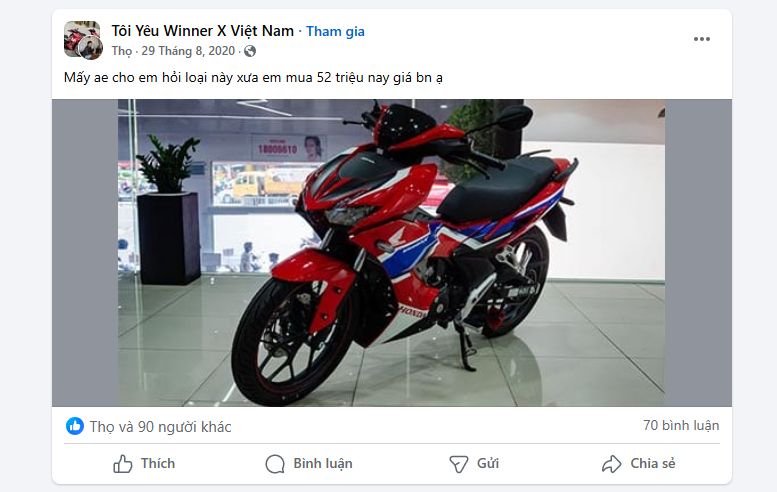 Tôi Yêu Winner X Việt Nam · Tham gia
Thọ · 29 Tháng 8, 2020 ·
Mấy ae cho em hỏi loại này xưa em mua 52 triệu nay giá bn ạ
18006610
HONDA
Thọ và 90 người khác
70 bình luận
Thích
Bình luận
Gửi
Chia sẻ